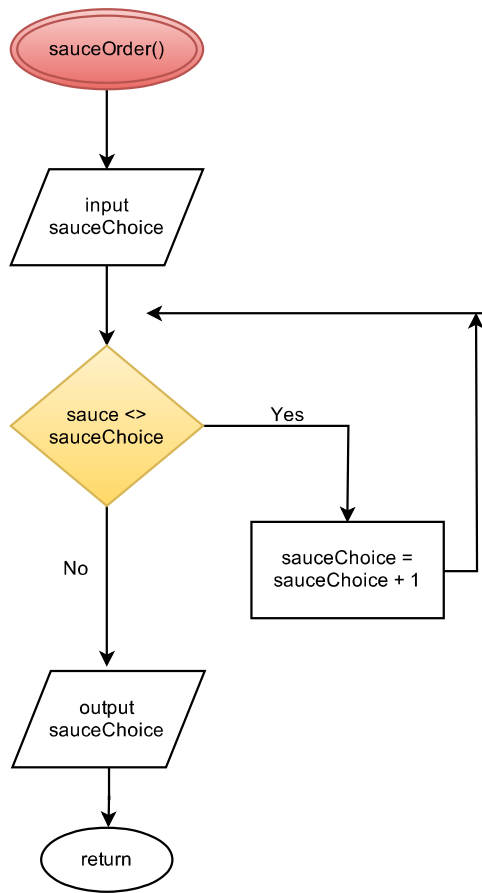 sauceOrder()
input
sauceChoice
sauce <>
sauceChoice
Yes
sauceChoice =
sauceChoice + 1
No
output
sauceChoice
return